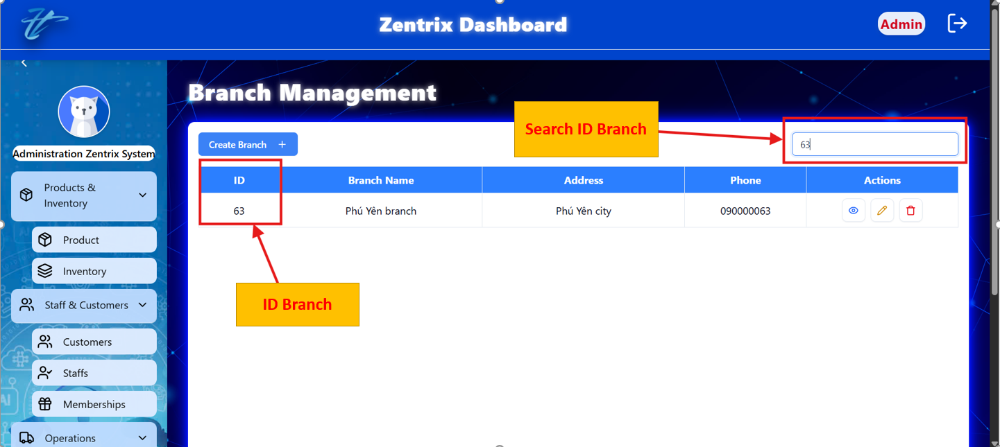 Zentrix Dashboard
Admin
Administration Zentrix System
Products &
Inventory
Product
Inventory
Staff & Customers
Customers
Staffs
Memberships
Operations
Branch Management
Search ID Branch
Create Branch +
63
ID Branch Name Address Phone Actions
63 Phú Yên branch Phú Yên city 090000063
ID Branch